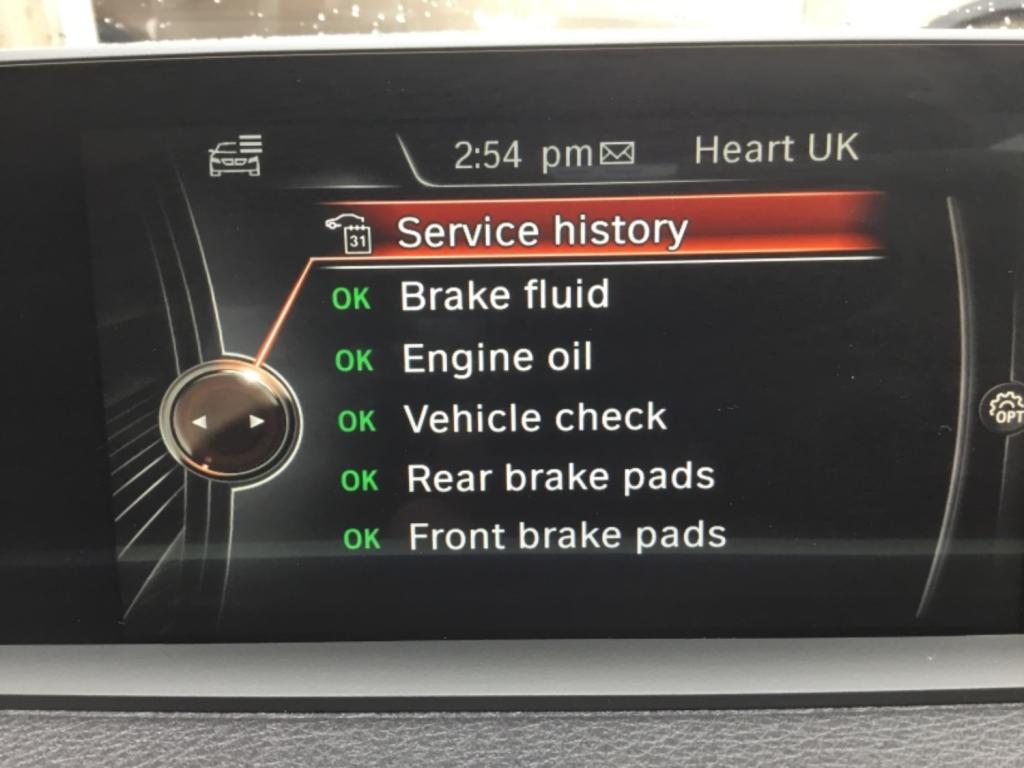 2:54 pm Heart UK
31 Service history
OK Brake fluid
OK Engine oil
OK Vehicle check
OK Rear brake pads
OK Front brake pads
OPT